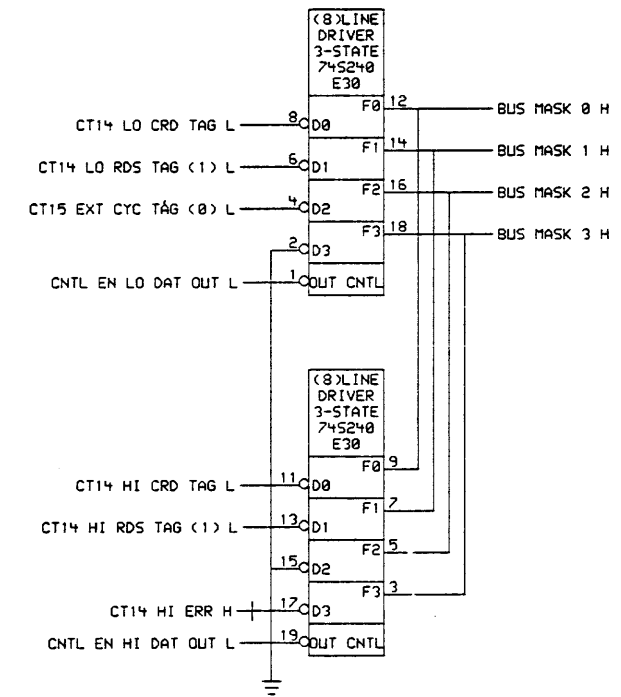 (8)LINE
DRIVER
3-STATE
74S240
E30
CT14 LO CRD TAG L 8 D0 F0 12 BUS MASK 0 H
CT14 LO RDS TAG (1) L 6 D1 F1 14 BUS MASK 1 H
CT15 EXT CYC TAG (0) L 4 D2 F2 16 BUS MASK 2 H
2 D3 F3 18 BUS MASK 3 H
CNTL EN LO DAT OUT L 1 OUT CNTL
(8)LINE
DRIVER
3-STATE
74S240
E30
CT14 HI CRD TAG L 11 D0 F0 9
CT14 HI RDS TAG (1) L 13 D1 F1 7
15 D2 F2 5
CT14 HI ERR H 17 D3 F3 3
CNTL EN HI DAT OUT L 19 OUT CNTL